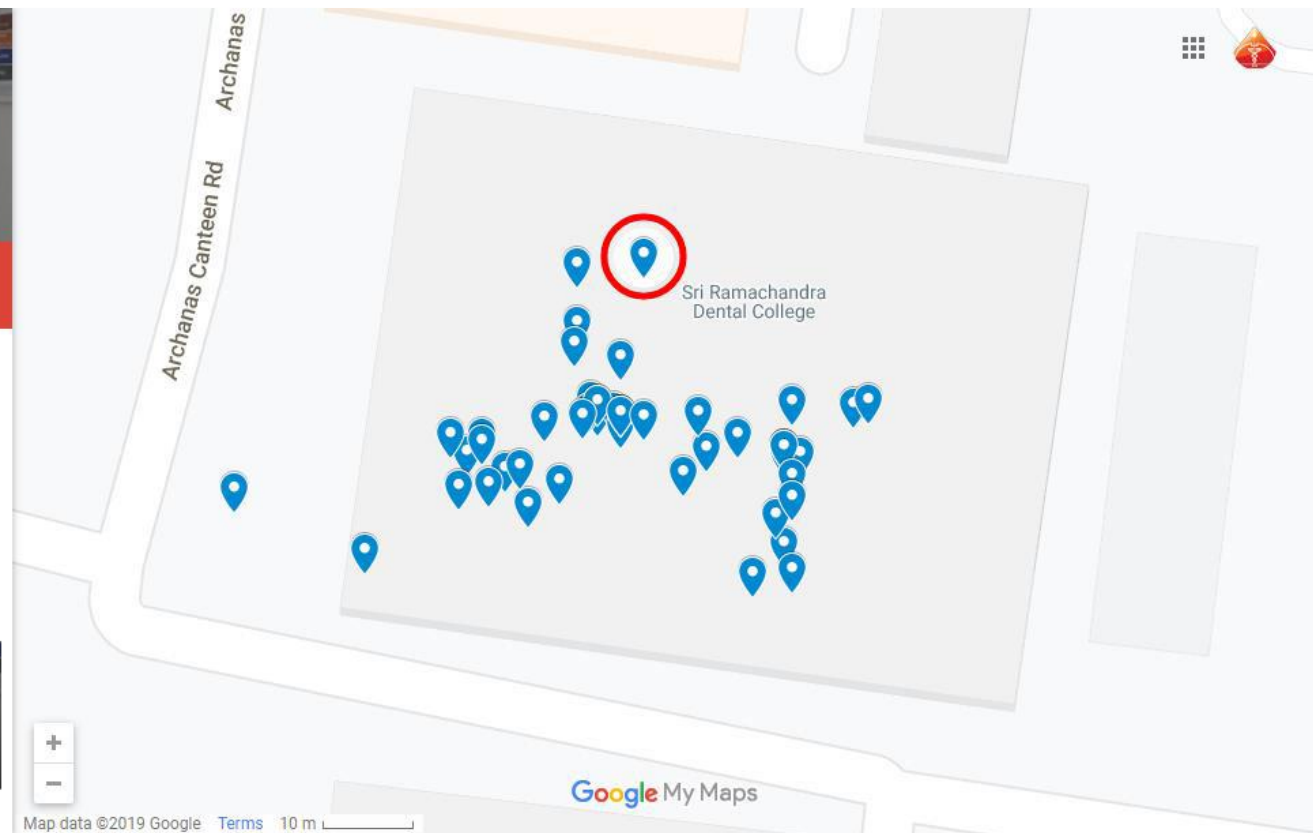 Archanas
Archanas Canteen Rd
Sri Ramachandra
Dental College
+
−
Google My Maps
Map data ©2019 Google Terms 10 m